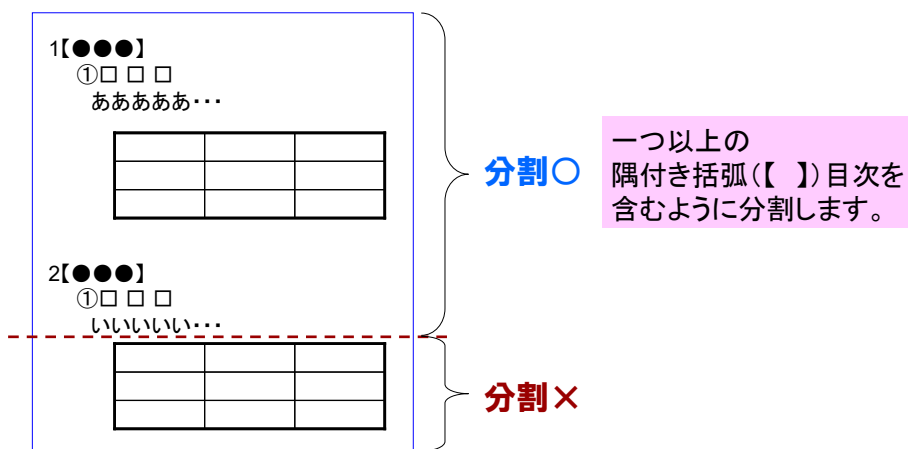 1【●●●】
①□ □ □
あああああ・・・
2【●●●】
①□ □ □
いいいいい・・・
分割○
一つ以上の
隅付き括弧(【 】)目次を
含むように分割します。
分割×